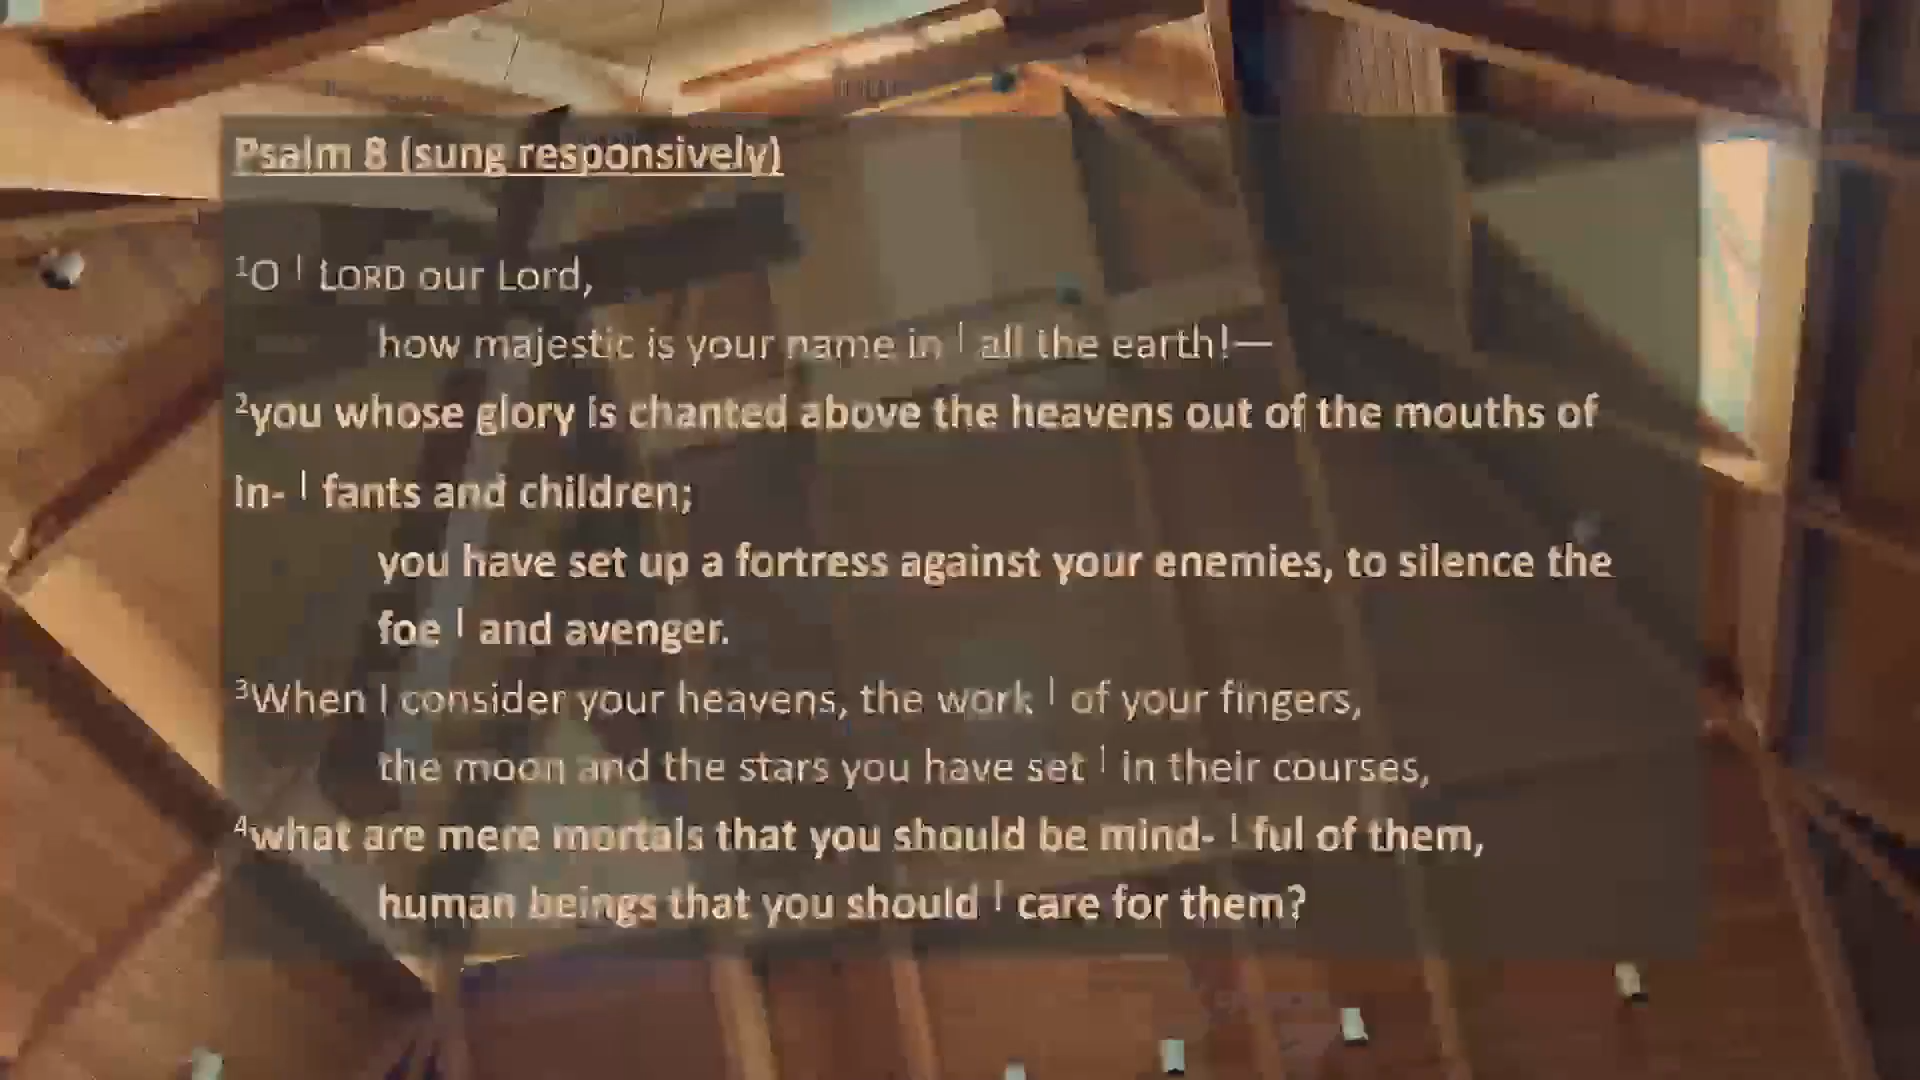 Psalm 8 (sung responsively)
¹O | LORD our Lord,
how majestic is your name in | all the earth!—
²you whose glory is chanted above the heavens out of the mouths of
in- | fants and children;
you have set up a fortress against your enemies, to silence the
foe | and avenger.
³When I consider your heavens, the work | of your fingers,
the moon and the stars you have set | in their courses,
⁴what are mere mortals that you should be mind- | ful of them,
human beings that you should | care for them?